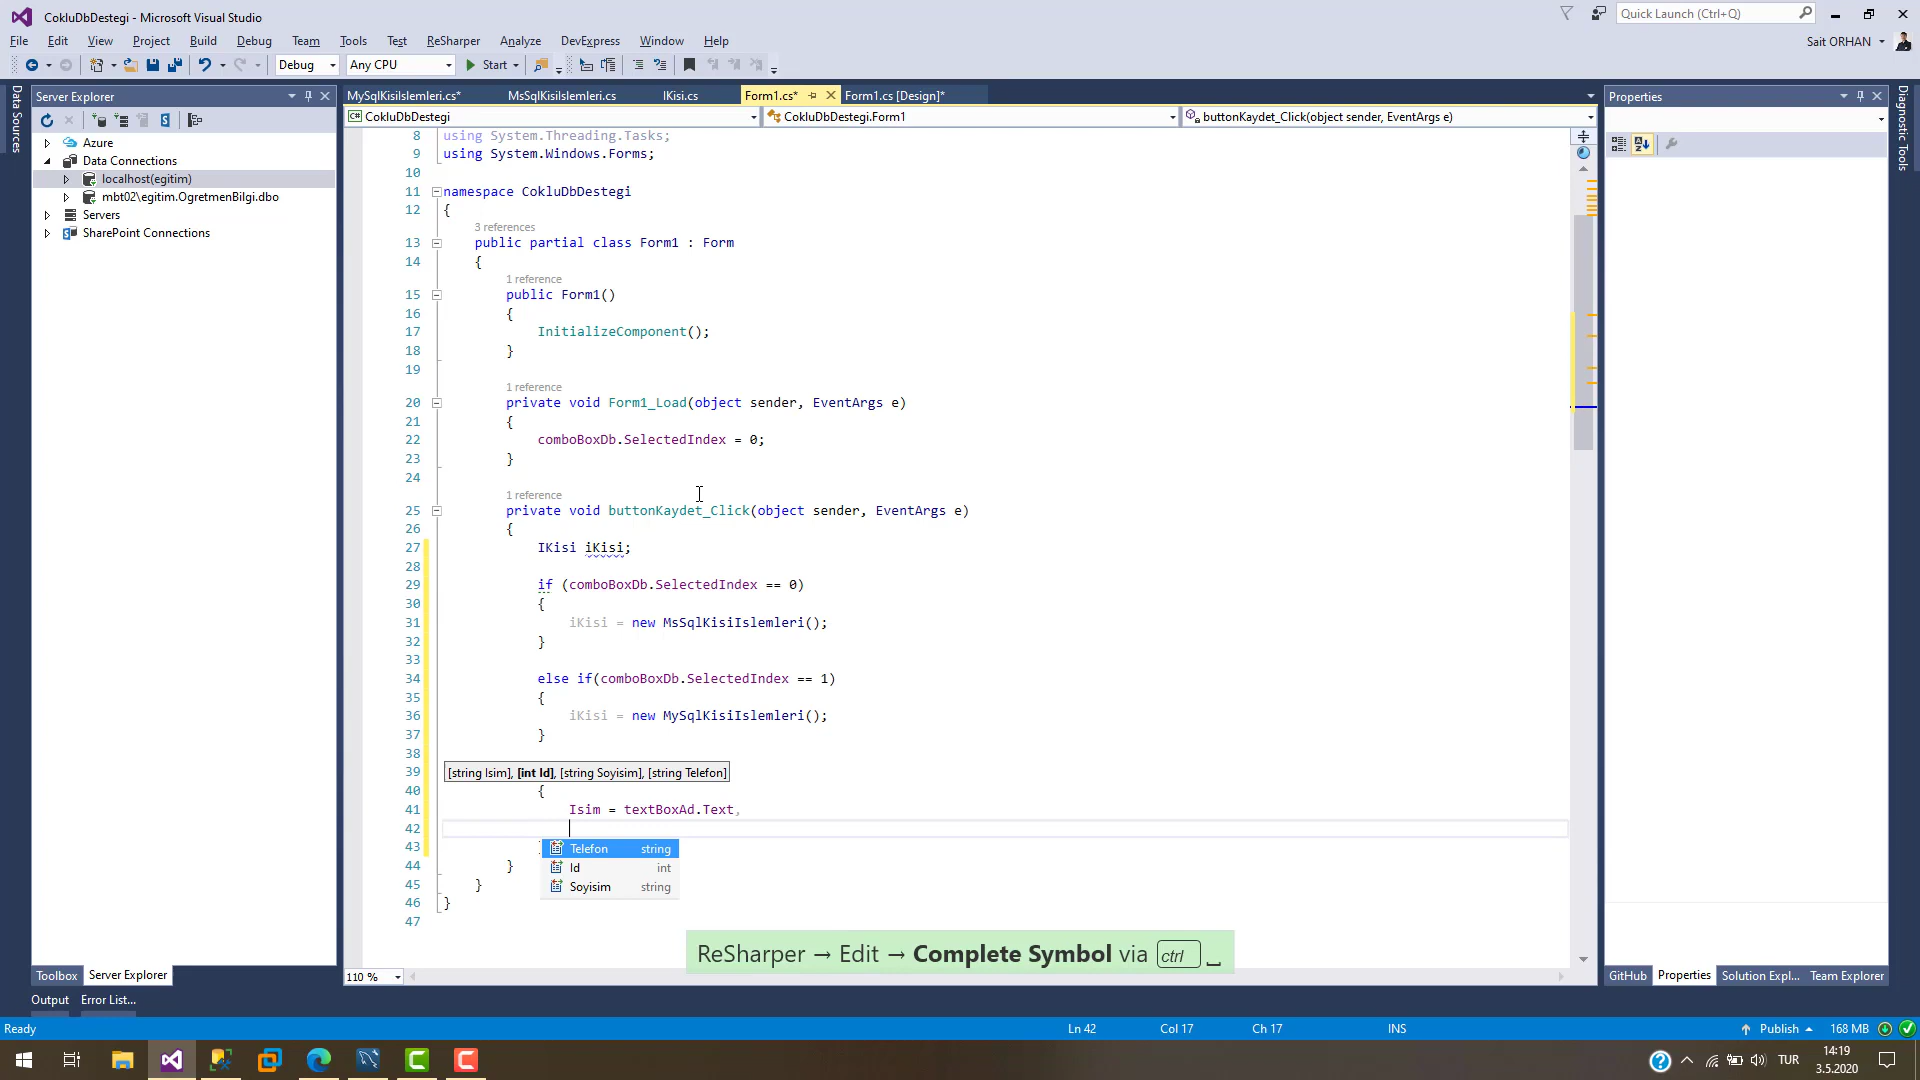 CokluDbDestegi - Microsoft Visual Studio
Quick Launch (Ctrl+Q)
File Edit View Project Build Debug Team Tools Test ReSharper Analyze DevExpress Window Help
Sait ORHAN
Debug Any CPU Start
Data Sources
Server Explorer
Azure
Data Connections
localhost(egitim)
mbt02\egitim.OgretmenBilgi.dbo
Servers
SharePoint Connections
Toolbox Server Explorer
Output Error List...
MySqlKisiIslemleri.cs* MsSqlKisiIslemleri.cs IKisi.cs Form1.cs* Form1.cs [Design]*
CokluDbDestegi CokluDbDestegi.Form1 buttonKaydet_Click(object sender, EventArgs e)
8 using System.Threading.Tasks;
9 using System.Windows.Forms;
10
11 namespace CokluDbDestegi
12 {
3 references
13 public partial class Form1 : Form
14 {
1 reference
15 public Form1()
16 {
17 InitializeComponent();
18 }
19
1 reference
20 private void Form1_Load(object sender, EventArgs e)
21 {
22 comboBoxDb.SelectedIndex = 0;
23 }
24
1 reference
25 private void buttonKaydet_Click(object sender, EventArgs e)
26 {
27 IKisi iKisi;
28
29 if (comboBoxDb.SelectedIndex == 0)
30 {
31 iKisi = new MsSqlKisiIslemleri();
32 }
33
34 else if(comboBoxDb.SelectedIndex == 1)
35 {
36 iKisi = new MySqlKisiIslemleri();
37 }
38
39 [string Isim], [int Id], [string Soyisim], [string Telefon]
40 {
41 Isim = textBoxAd.Text,
42
43
Telefon string
Id int
Soyisim string
44 }
45 }
46 }
47
ReSharper → Edit → Complete Symbol via ctrl
110 %
Properties
Diagnostic Tools
GitHub Properties Solution Expl... Team Explorer
Ready Ln 42 Col 17 Ch 17 INS Publish 168 MB
TUR
14:19
3.5.2020